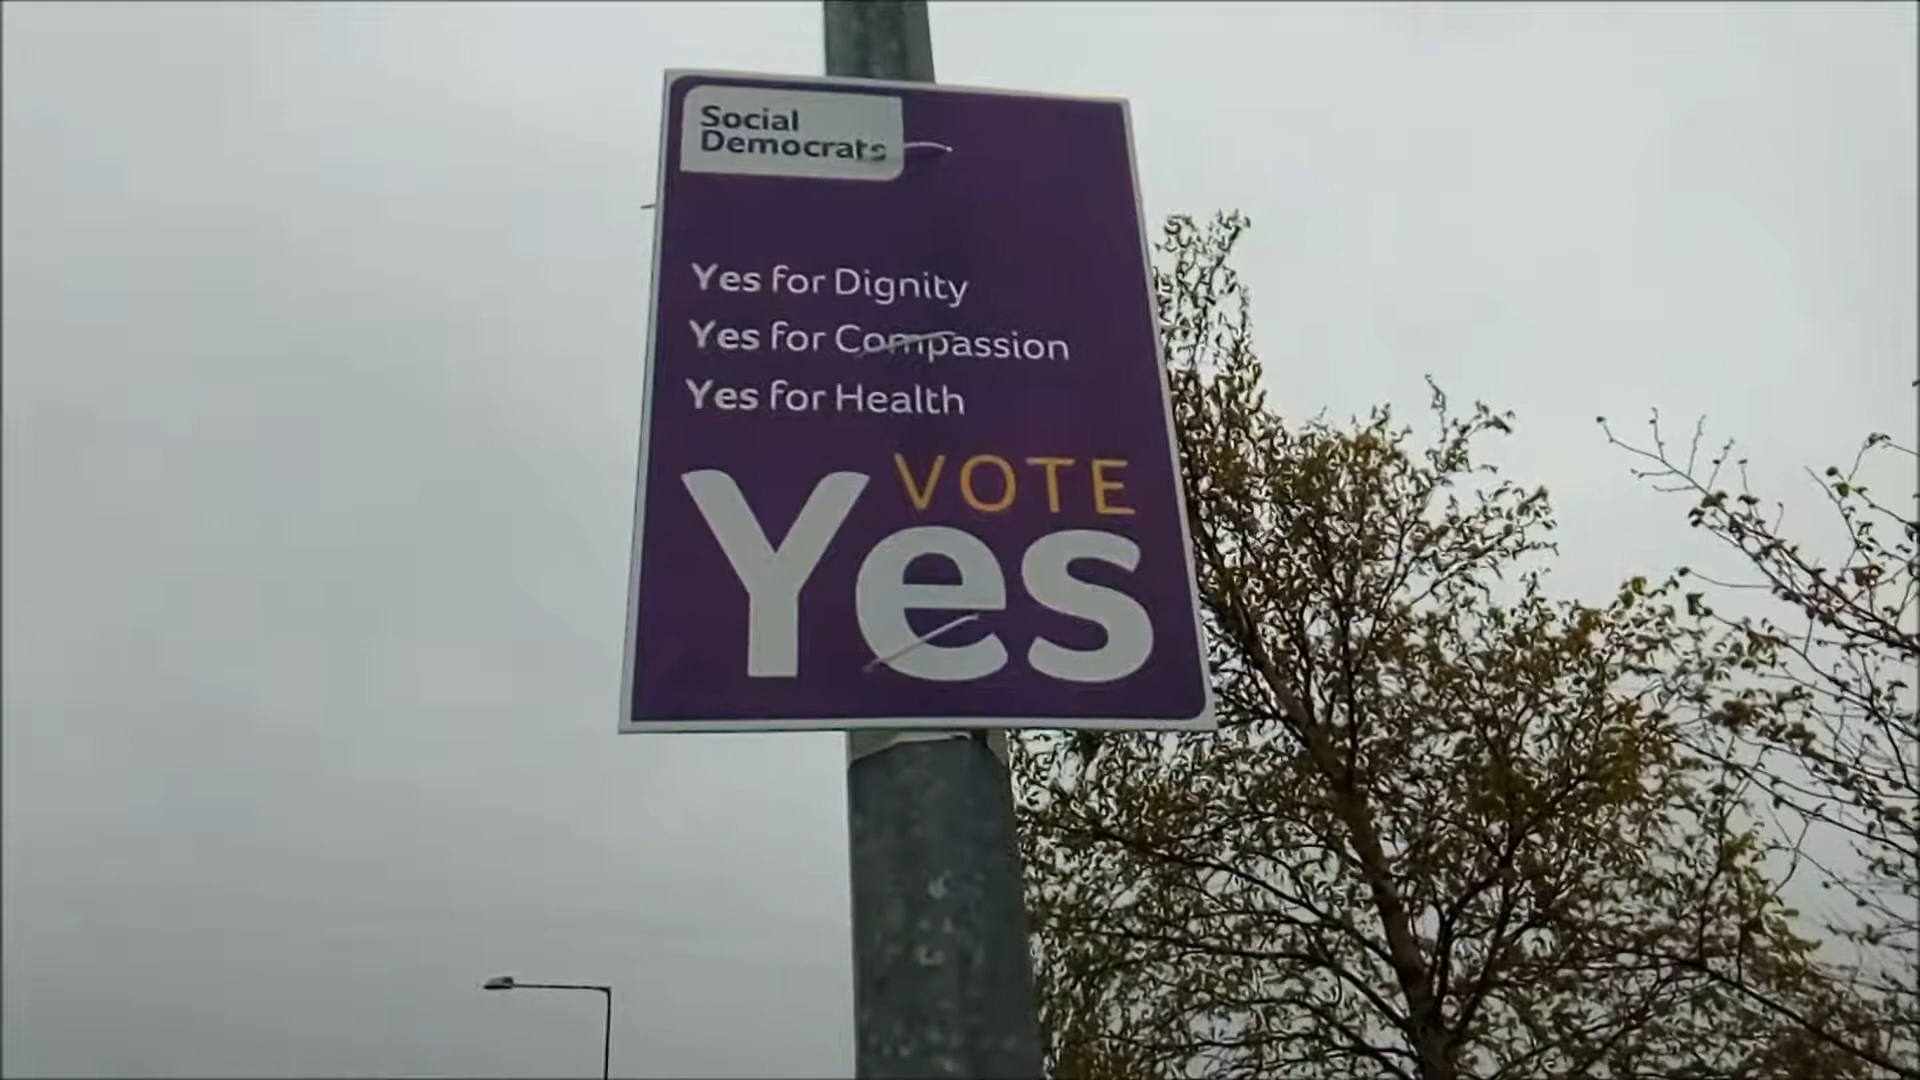 Social
Democrats
Yes for Dignity
Yes for Compassion
Yes for Health
VOTE
Yes